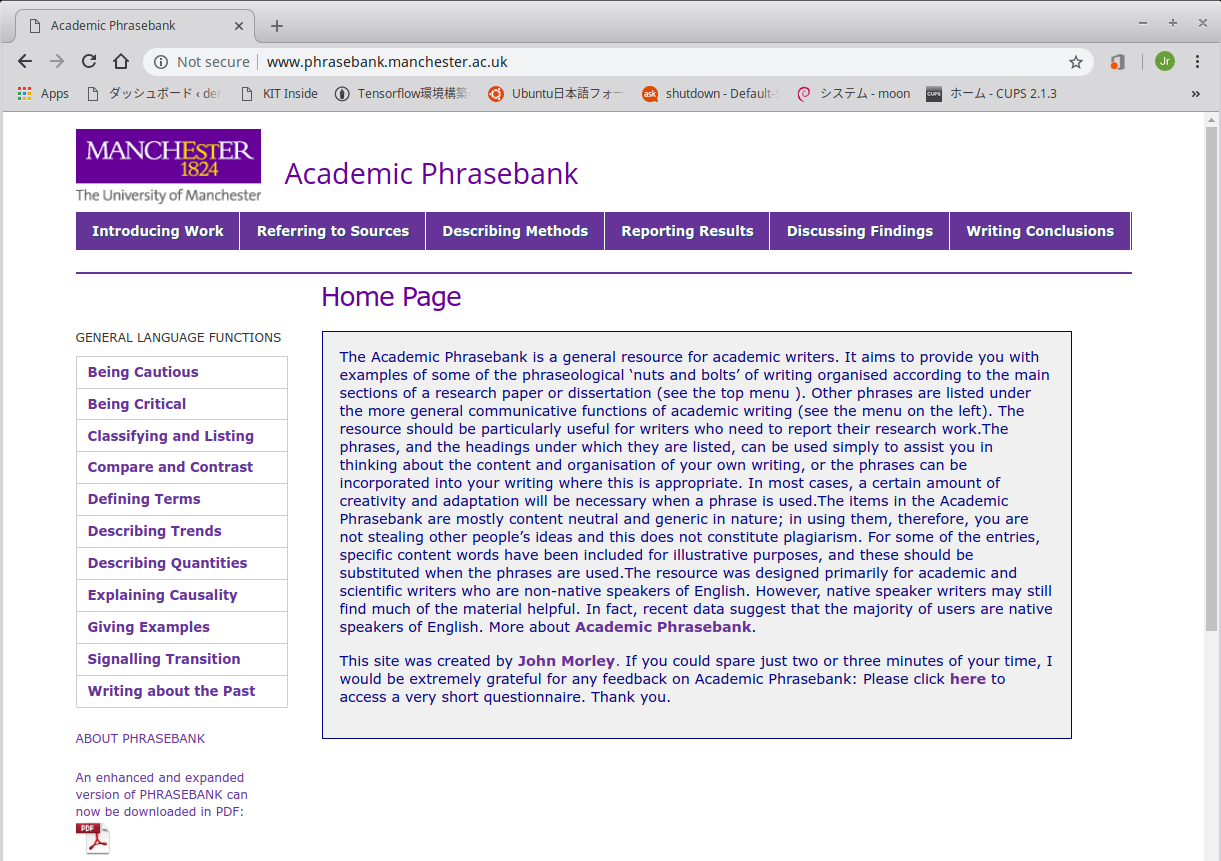 Academic Phrasebank
Not secure www.phrasebank.manchester.ac.uk
Jr
Apps ダッシュボード ‹ der KIT Inside Tensorflow環境構築 Ubuntu日本語フォー ask shutdown - Default- システム - moon CUPS ホーム - CUPS 2.1.3 »
MANCHESTER
1824
The University of Manchester
Academic Phrasebank
Introducing Work Referring to Sources Describing Methods Reporting Results Discussing Findings Writing Conclusions
Home Page
GENERAL LANGUAGE FUNCTIONS
Being Cautious
Being Critical
Classifying and Listing
Compare and Contrast
Defining Terms
Describing Trends
Describing Quantities
Explaining Causality
Giving Examples
Signalling Transition
Writing about the Past
ABOUT PHRASEBANK
An enhanced and expanded
version of PHRASEBANK can
now be downloaded in PDF:
PDF
The Academic Phrasebank is a general resource for academic writers. It aims to provide you with
examples of some of the phraseological ‘nuts and bolts’ of writing organised according to the main
sections of a research paper or dissertation (see the top menu ). Other phrases are listed under
the more general communicative functions of academic writing (see the menu on the left). The
resource should be particularly useful for writers who need to report their research work.The
phrases, and the headings under which they are listed, can be used simply to assist you in
thinking about the content and organisation of your own writing, or the phrases can be
incorporated into your writing where this is appropriate. In most cases, a certain amount of
creativity and adaptation will be necessary when a phrase is used.The items in the Academic
Phrasebank are mostly content neutral and generic in nature; in using them, therefore, you are
not stealing other people’s ideas and this does not constitute plagiarism. For some of the entries,
specific content words have been included for illustrative purposes, and these should be
substituted when the phrases are used.The resource was designed primarily for academic and
scientific writers who are non-native speakers of English. However, native speaker writers may still
find much of the material helpful. In fact, recent data suggest that the majority of users are native
speakers of English. More about Academic Phrasebank.
This site was created by John Morley. If you could spare just two or three minutes of your time, I
would be extremely grateful for any feedback on Academic Phrasebank: Please click here to
access a very short questionnaire. Thank you.